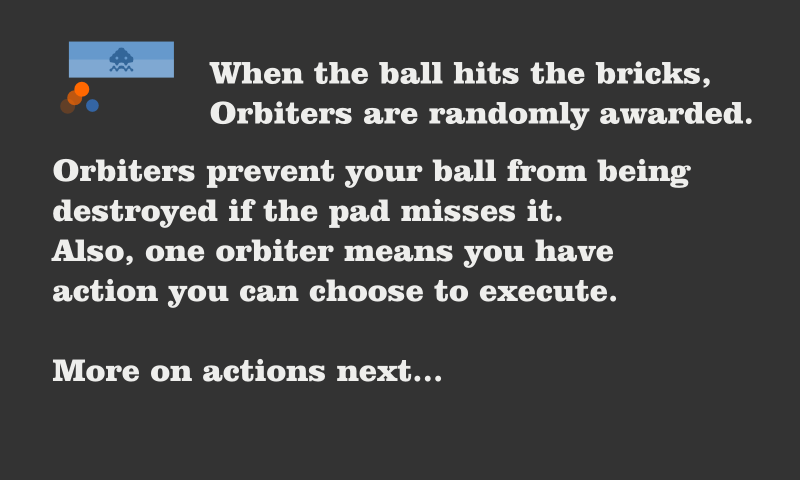 When the ball hits the bricks,
Orbiters are randomly awarded.
Orbiters prevent your ball from being
destroyed if the pad misses it.
Also, one orbiter means you have
action you can choose to execute.
More on actions next...